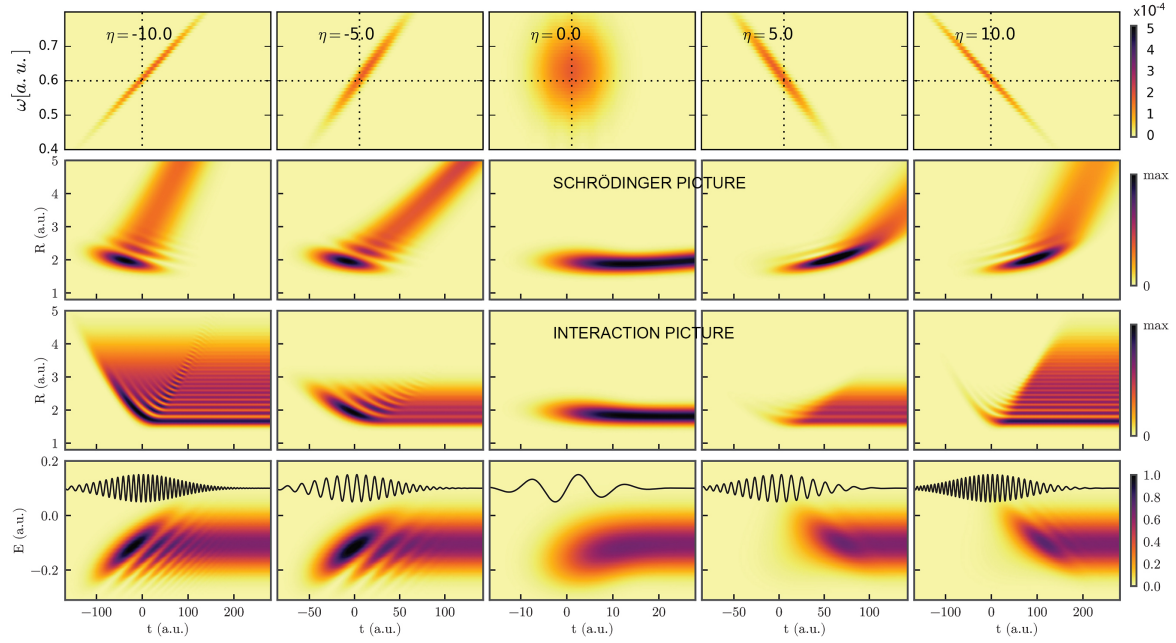 x10⁻⁴
η = -10.0
η = -5.0
η = 0.0
η = 5.0
η = 10.0
ω[a. u.]
0.7
0.6
0.5
0.4
5
4
3
2
1
0
SCHRÖDINGER PICTURE
R (a.u.)
5
4
3
2
1
max
0
INTERACTION PICTURE
R (a.u.)
5
4
3
2
1
max
0
E (a.u.)
0.2
0.0
−0.2
1.0
0.8
0.6
0.4
0.2
0.0
−100 0 100 200
−50 0 50 100
−20 −10 0 10 20
−50 0 50 100
−100 0 100 200
t (a.u.)
t (a.u.)
t (a.u.)
t (a.u.)
t (a.u.)